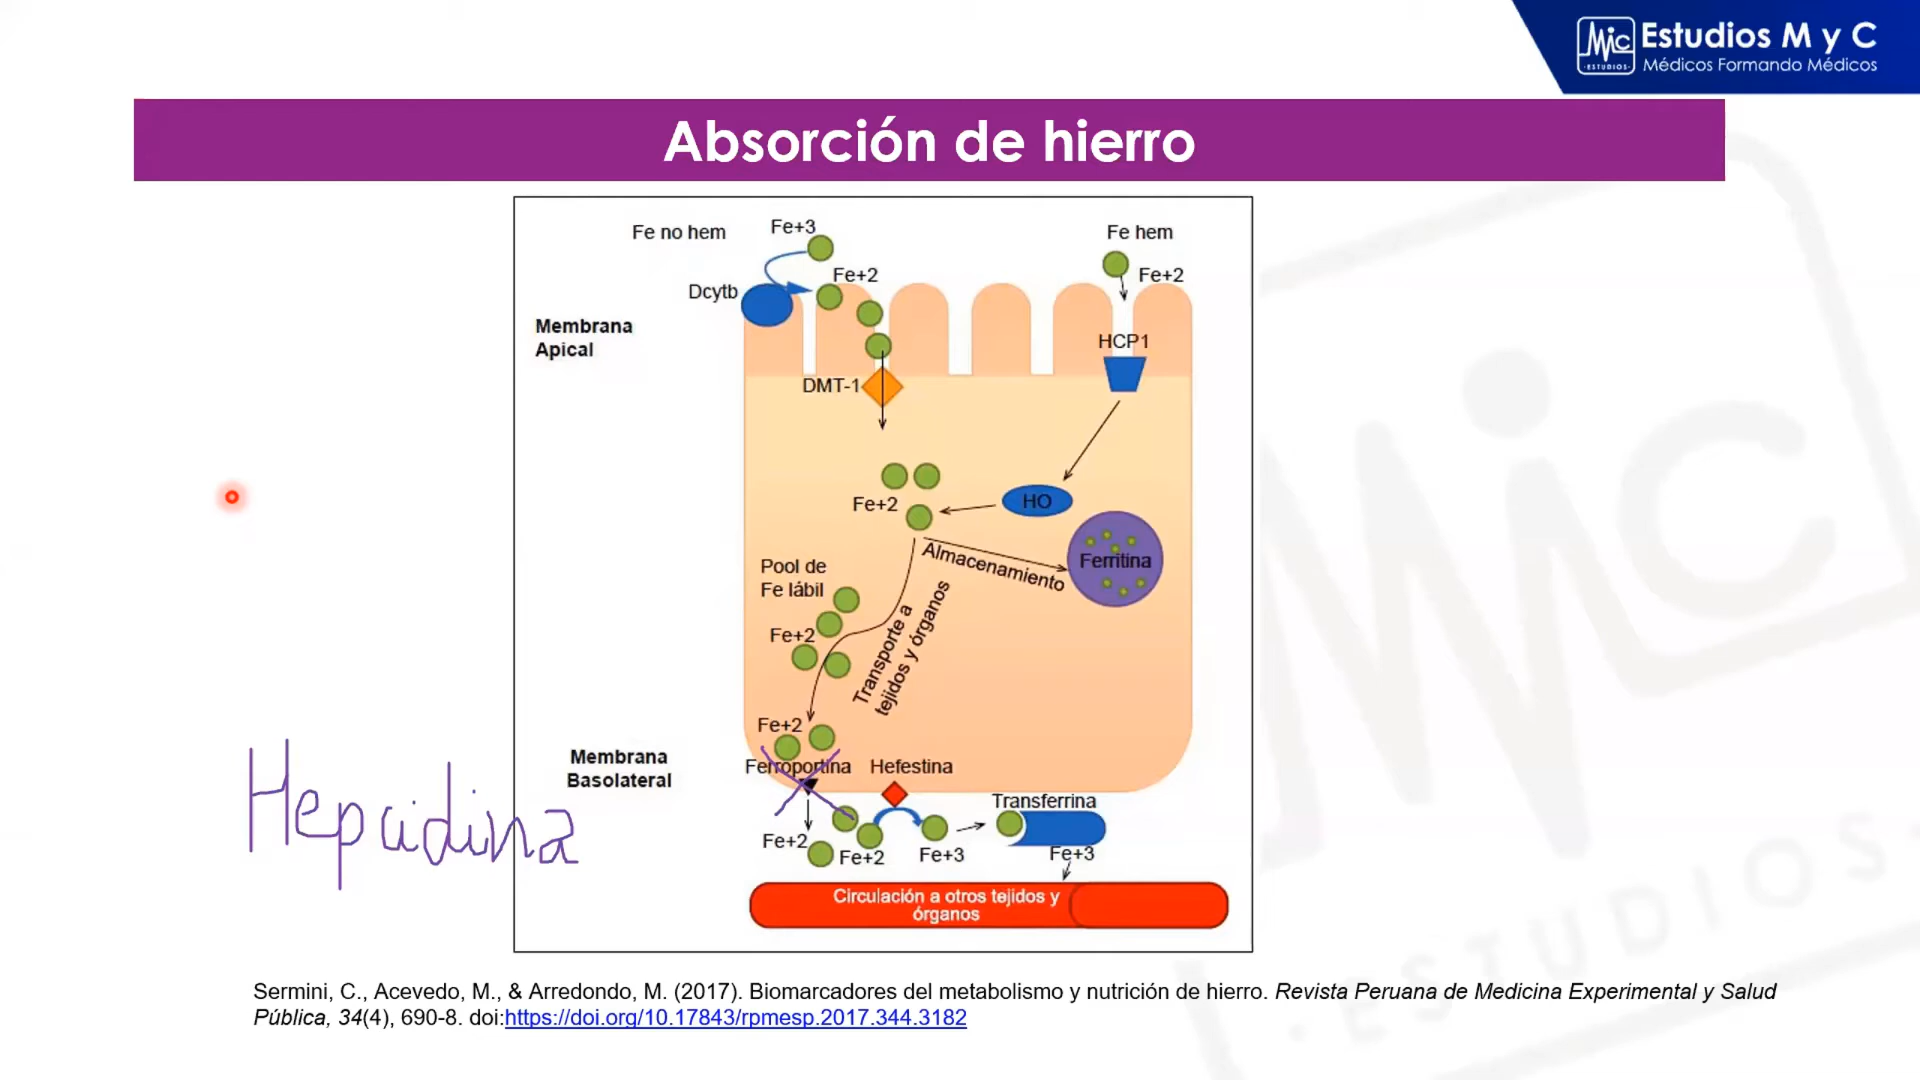 Mic
·ESTUDIOS·
Estudios M y C
Médicos Formando Médicos
Absorción de hierro
Fe no hem
Fe+3
Fe hem
Fe+2
Fe+2
Dcytb
Membrana
Apical
HCP1
DMT-1
Fe+2
HO
Almacenamiento
Ferritina
Pool de
Fe lábil
Fe+2
Transporte a
tejidos y órganos
Fe+2
Membrana
Basolateral
Ferroportina
Hefestina
Hepcidina
Transferrina
Fe+2
Fe+2
Fe+3
Fe+3
Circulación a otros tejidos y
órganos
Sermini, C., Acevedo, M., & Arredondo, M. (2017). Biomarcadores del metabolismo y nutrición de hierro. Revista Peruana de Medicina Experimental y Salud
Pública, 34(4), 690-8. doi:https://doi.org/10.17843/rpmesp.2017.344.3182
MiC
·ESTUDIOS·